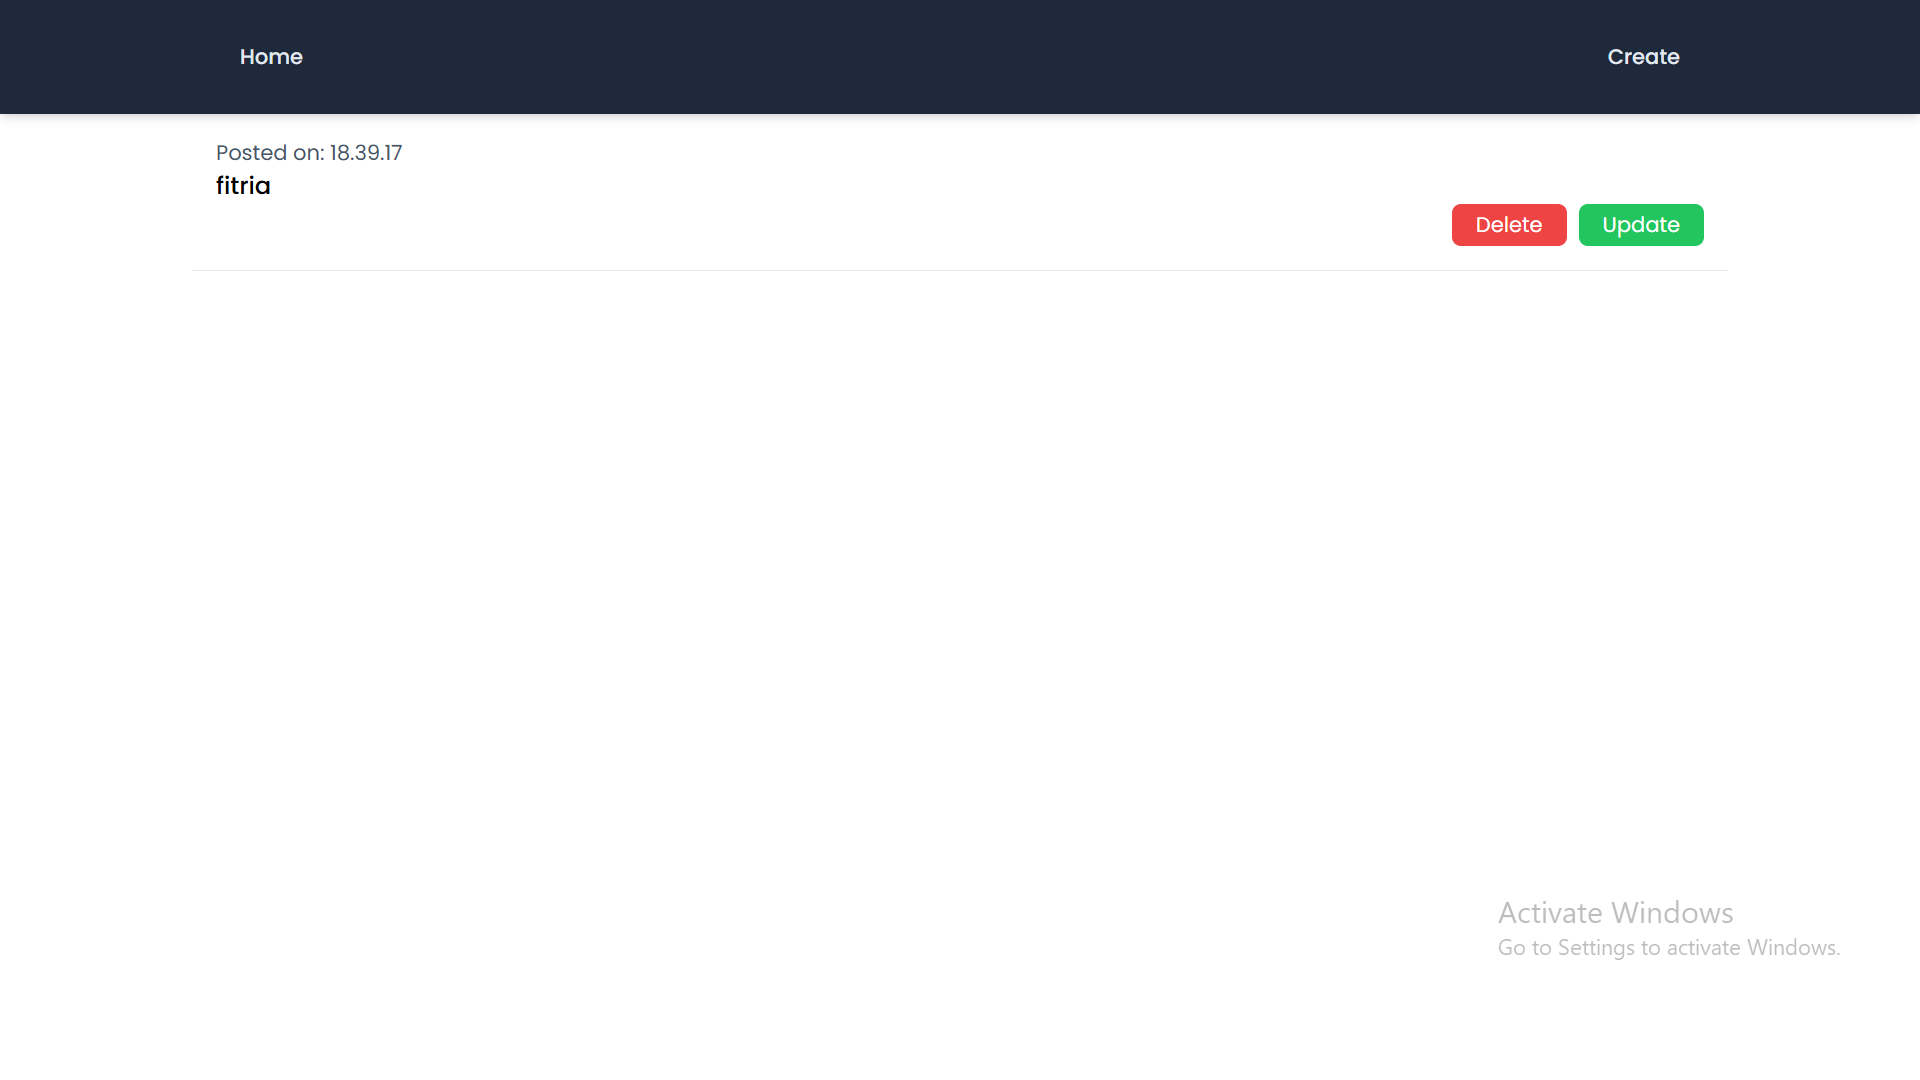 Home
Create
Posted on: 18.39.17
fitria
Delete
Update
Activate Windows
Go to Settings to activate Windows.